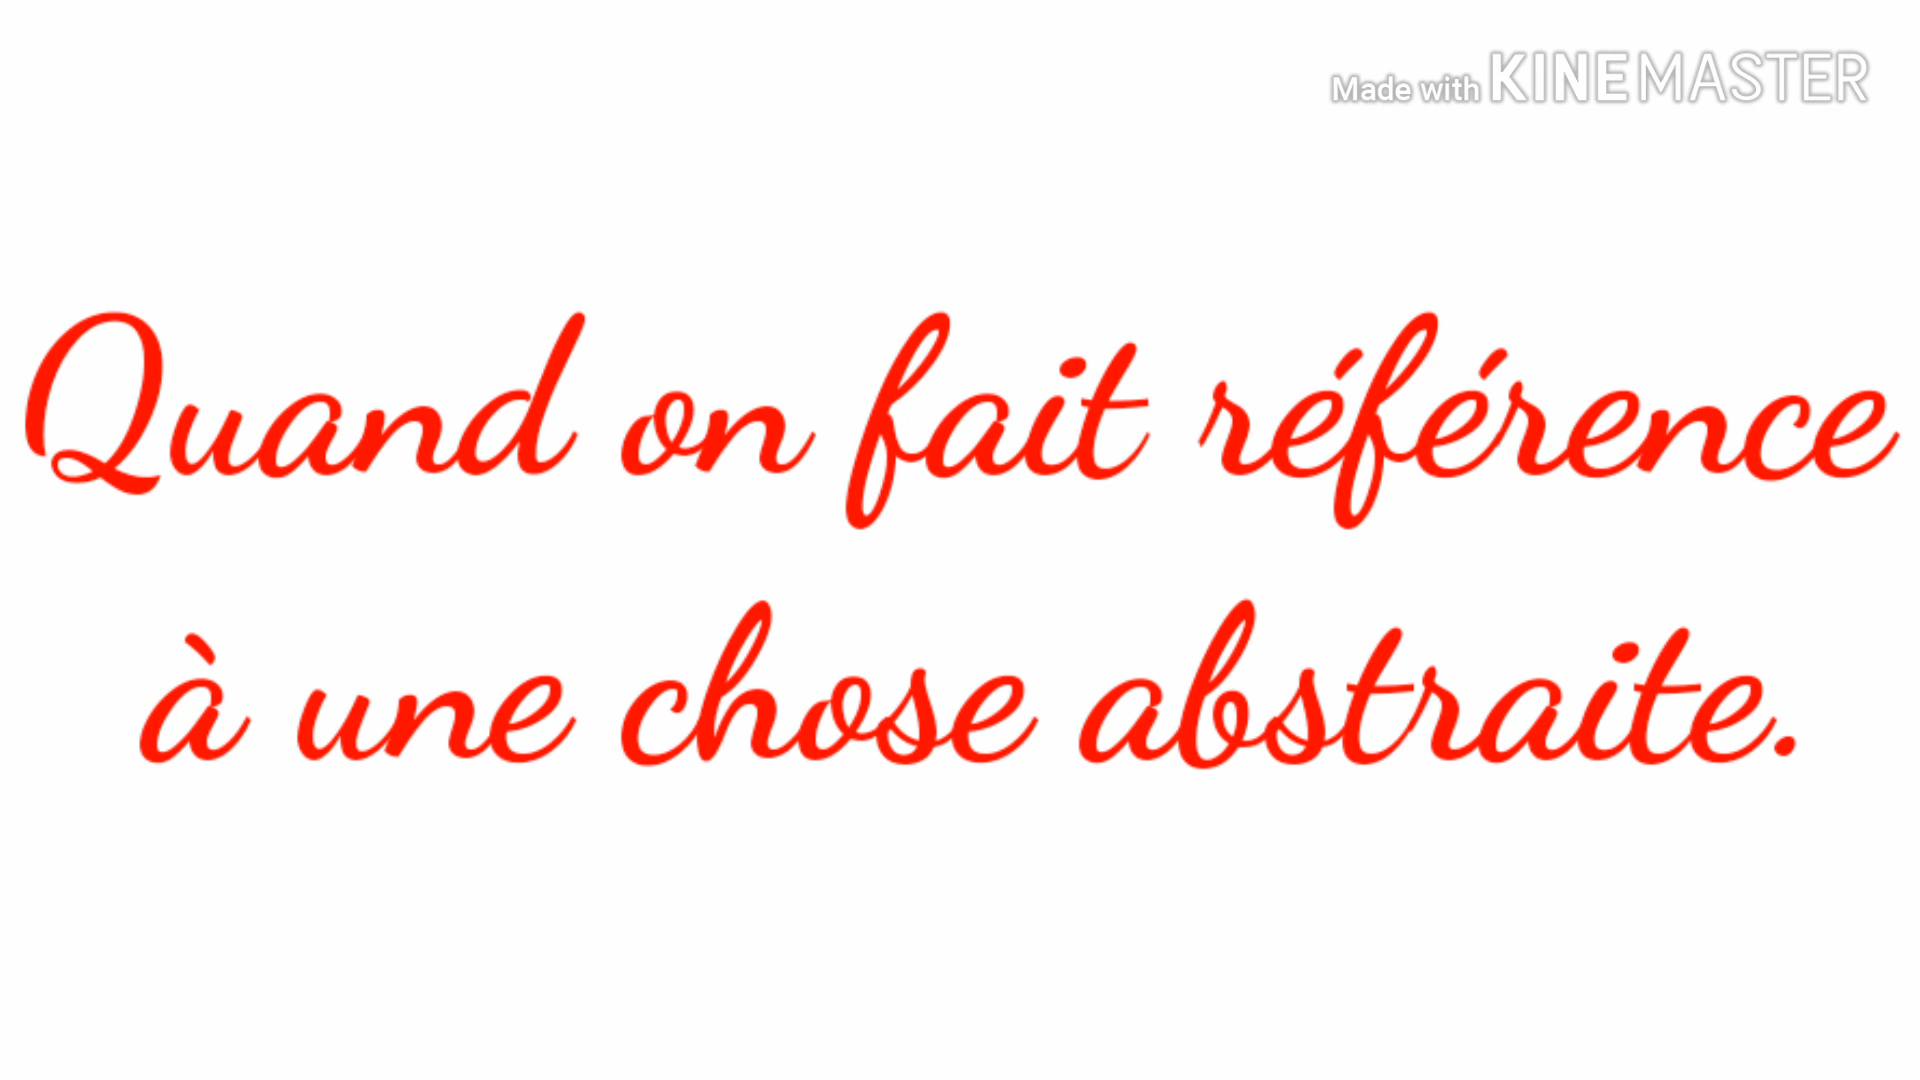 Made with KINEMASTER
Quand on fait référence
à une chose abstraite.